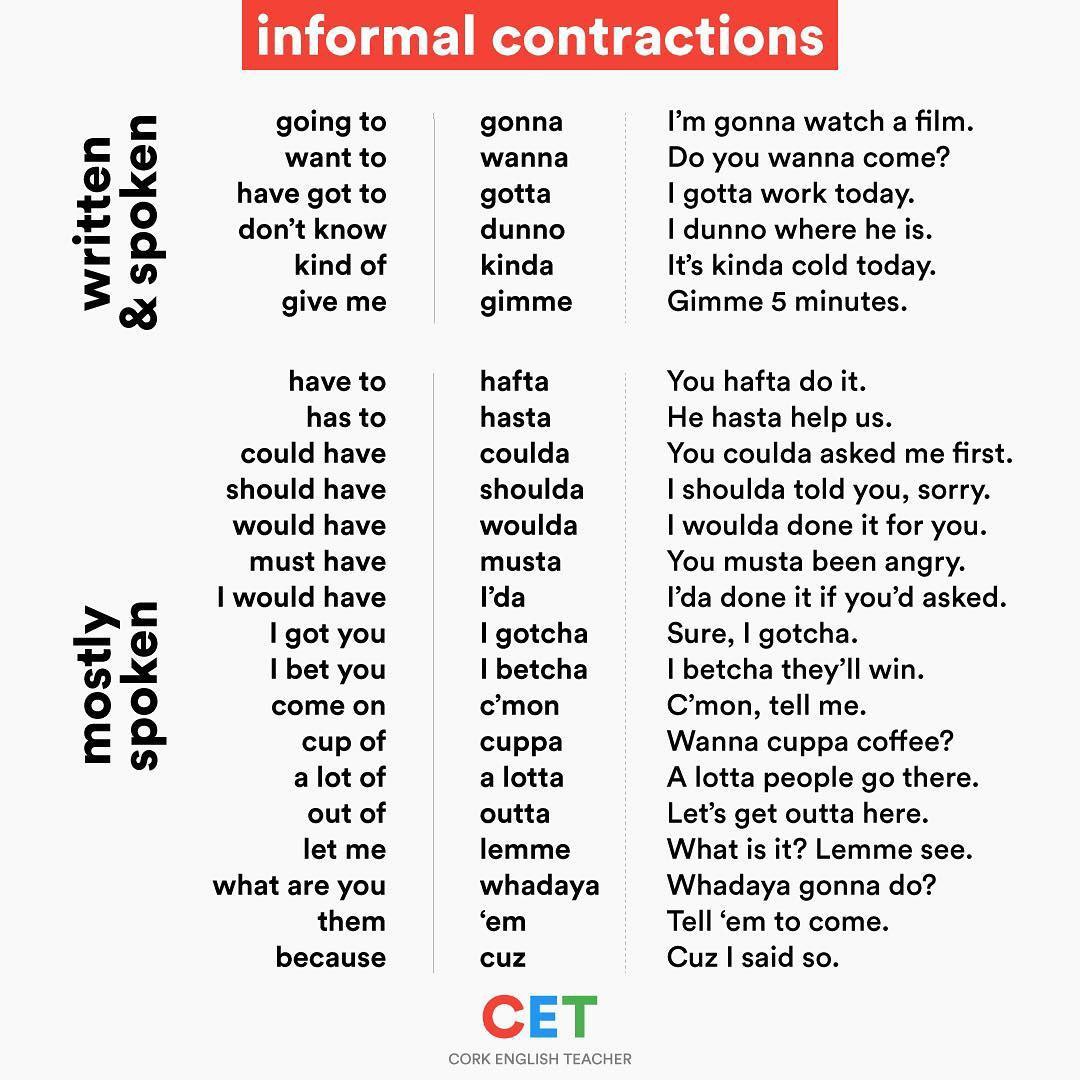 informal contractions
written
& spoken
going to gonna I'm gonna watch a film.
want to wanna Do you wanna come?
have got to gotta I gotta work today.
don't know dunno I dunno where he is.
kind of kinda It's kinda cold today.
give me gimme Gimme 5 minutes.
mostly
spoken
have to hafta You hafta do it.
has to hasta He hasta help us.
could have coulda You coulda asked me first.
should have shoulda I shoulda told you, sorry.
would have woulda I woulda done it for you.
must have musta You musta been angry.
I would have I'da I'da done it if you'd asked.
I got you I gotcha Sure, I gotcha.
I bet you I betcha I betcha they'll win.
come on c'mon C'mon, tell me.
cup of cuppa Wanna cuppa coffee?
a lot of a lotta A lotta people go there.
out of outta Let's get outta here.
let me lemme What is it? Lemme see.
what are you whadaya Whadaya gonna do?
them ‘em Tell ‘em to come.
because cuz Cuz I said so.
CET
CORK ENGLISH TEACHER